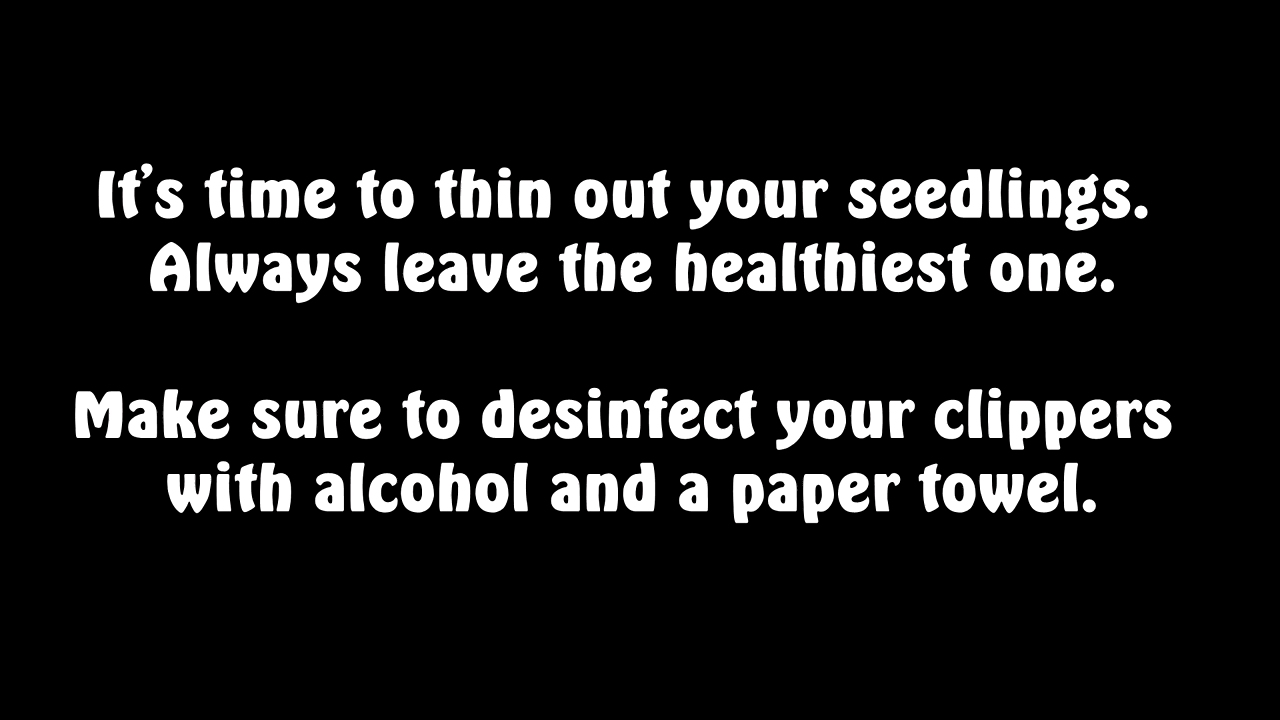 It’s time to thin out your seedlings.
Always leave the healthiest one.
Make sure to desinfect your clippers
with alcohol and a paper towel.